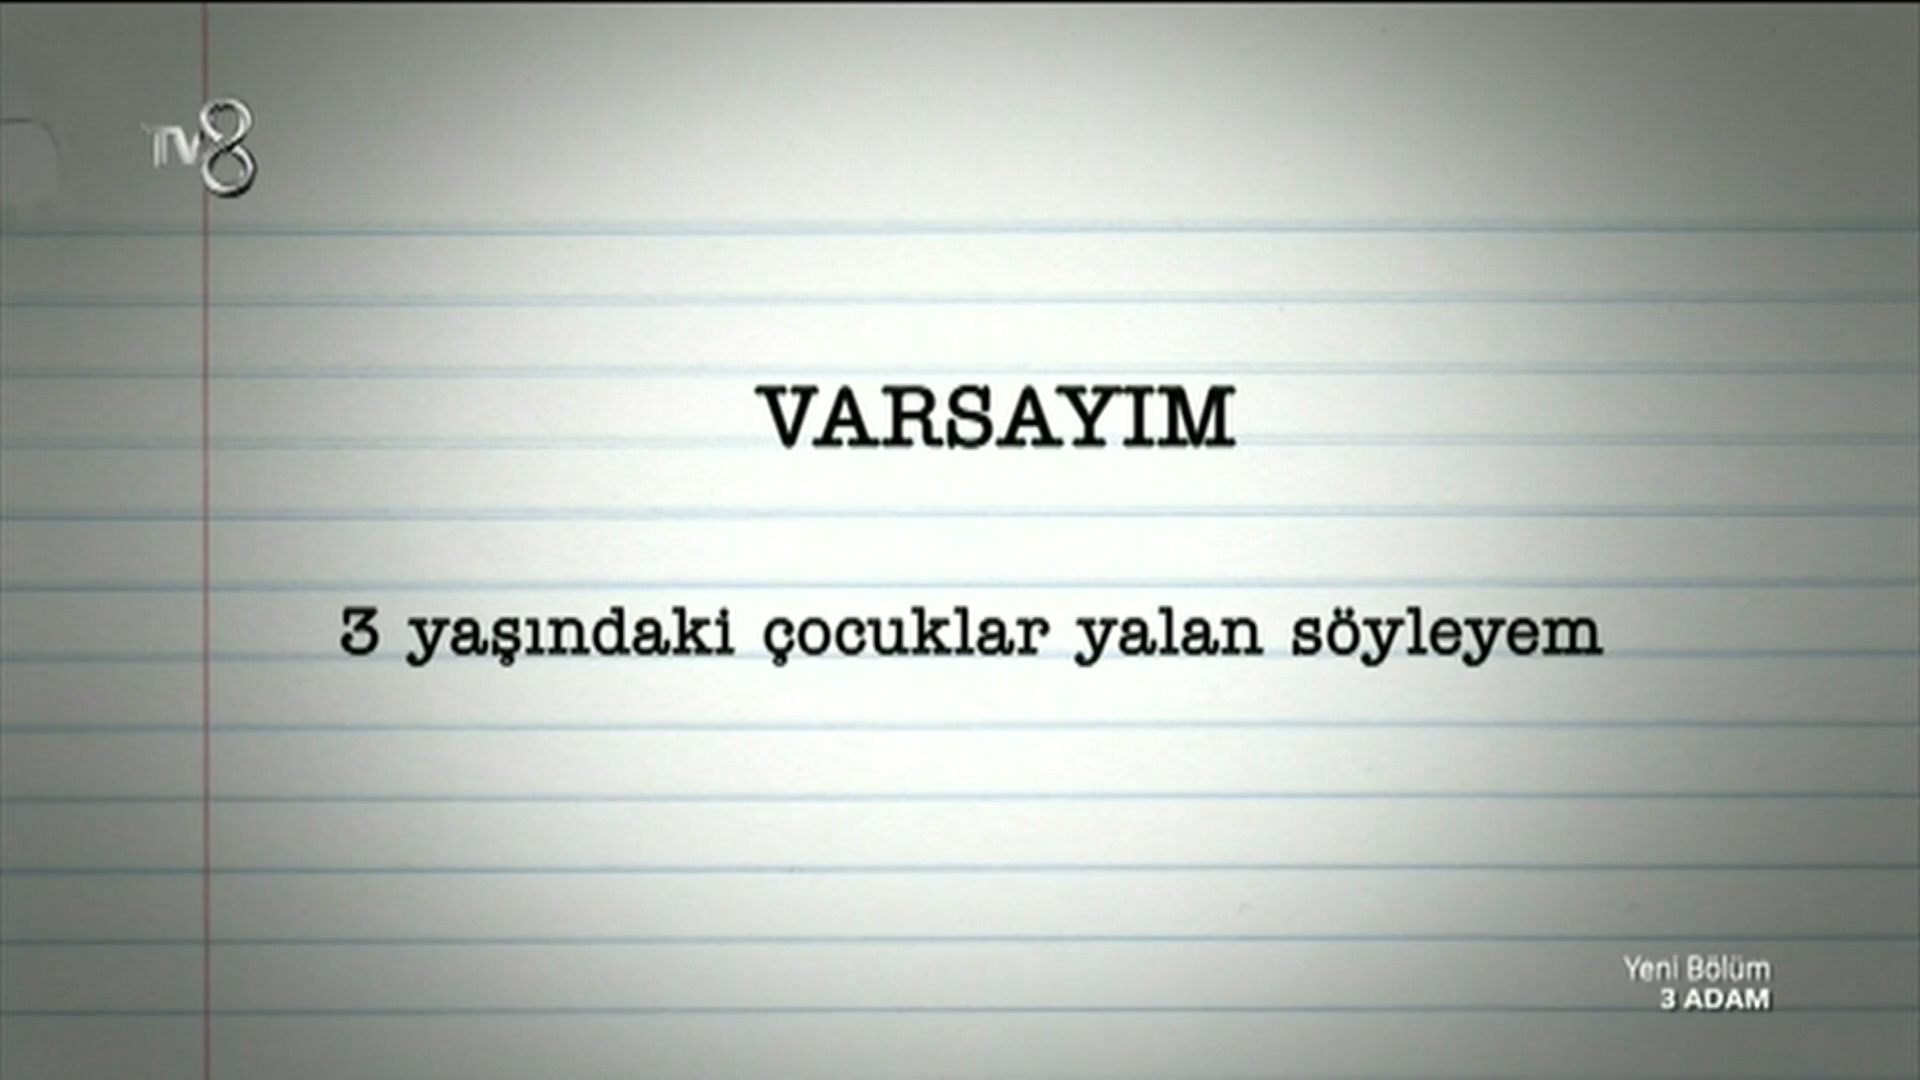 TV8
VARSAYIM
3 yaşındaki çocuklar yalan söyleyem
Yeni Bölüm
3 ADAM